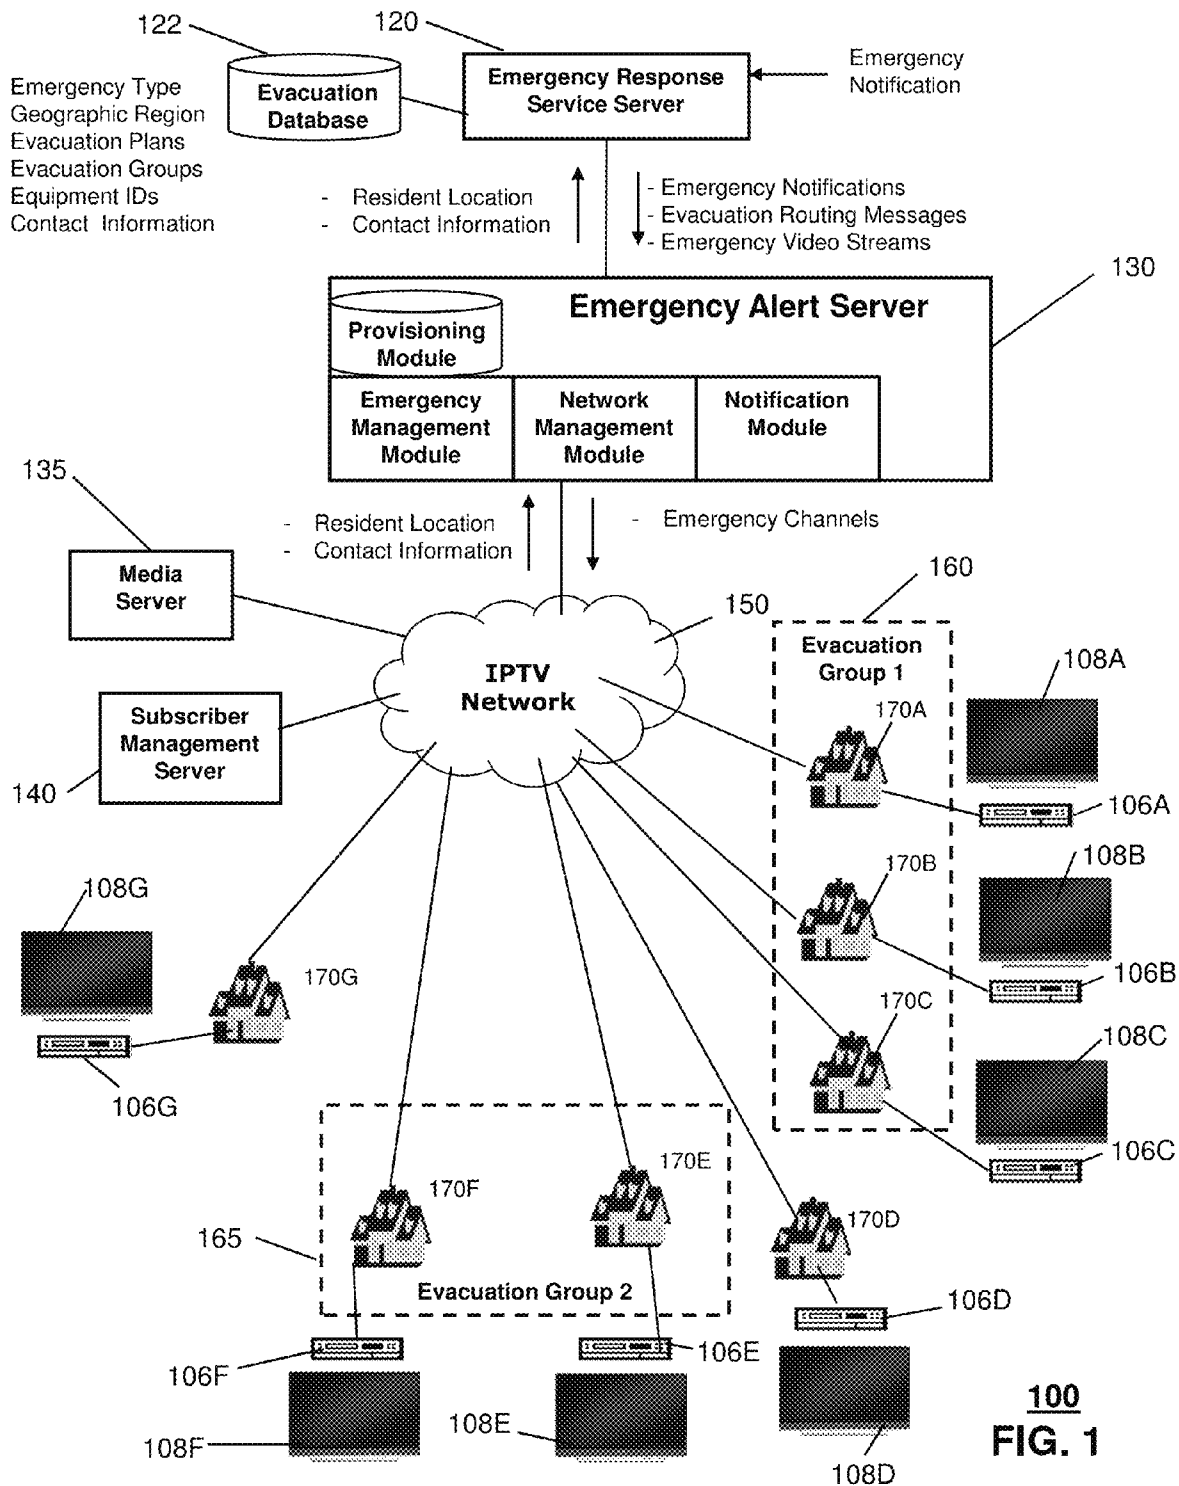 122
120
Emergency Response
Service Server
Emergency
Notification
Evacuation
Database
Emergency Type
Geographic Region
Evacuation Plans
Evacuation Groups
Equipment IDs
Contact Information
- Resident Location
- Contact Information
- Emergency Notifications
- Evacuation Routing Messages
- Emergency Video Streams
130
Emergency Alert Server
Provisioning
Module
Emergency
Management
Module
Network
Management
Module
Notification
Module
135
- Resident Location
- Contact Information
- Emergency Channels
Media
Server
160
150
IPTV
Network
Evacuation
Group 1
108A
170A
Subscriber
Management
Server
140
106A
108B
170B
106B
108G
170G
170C
108C
106G
106C
170E
170F
170D
165
Evacuation Group 2
106D
106F
106E
108F
108E
108D
100
FIG. 1